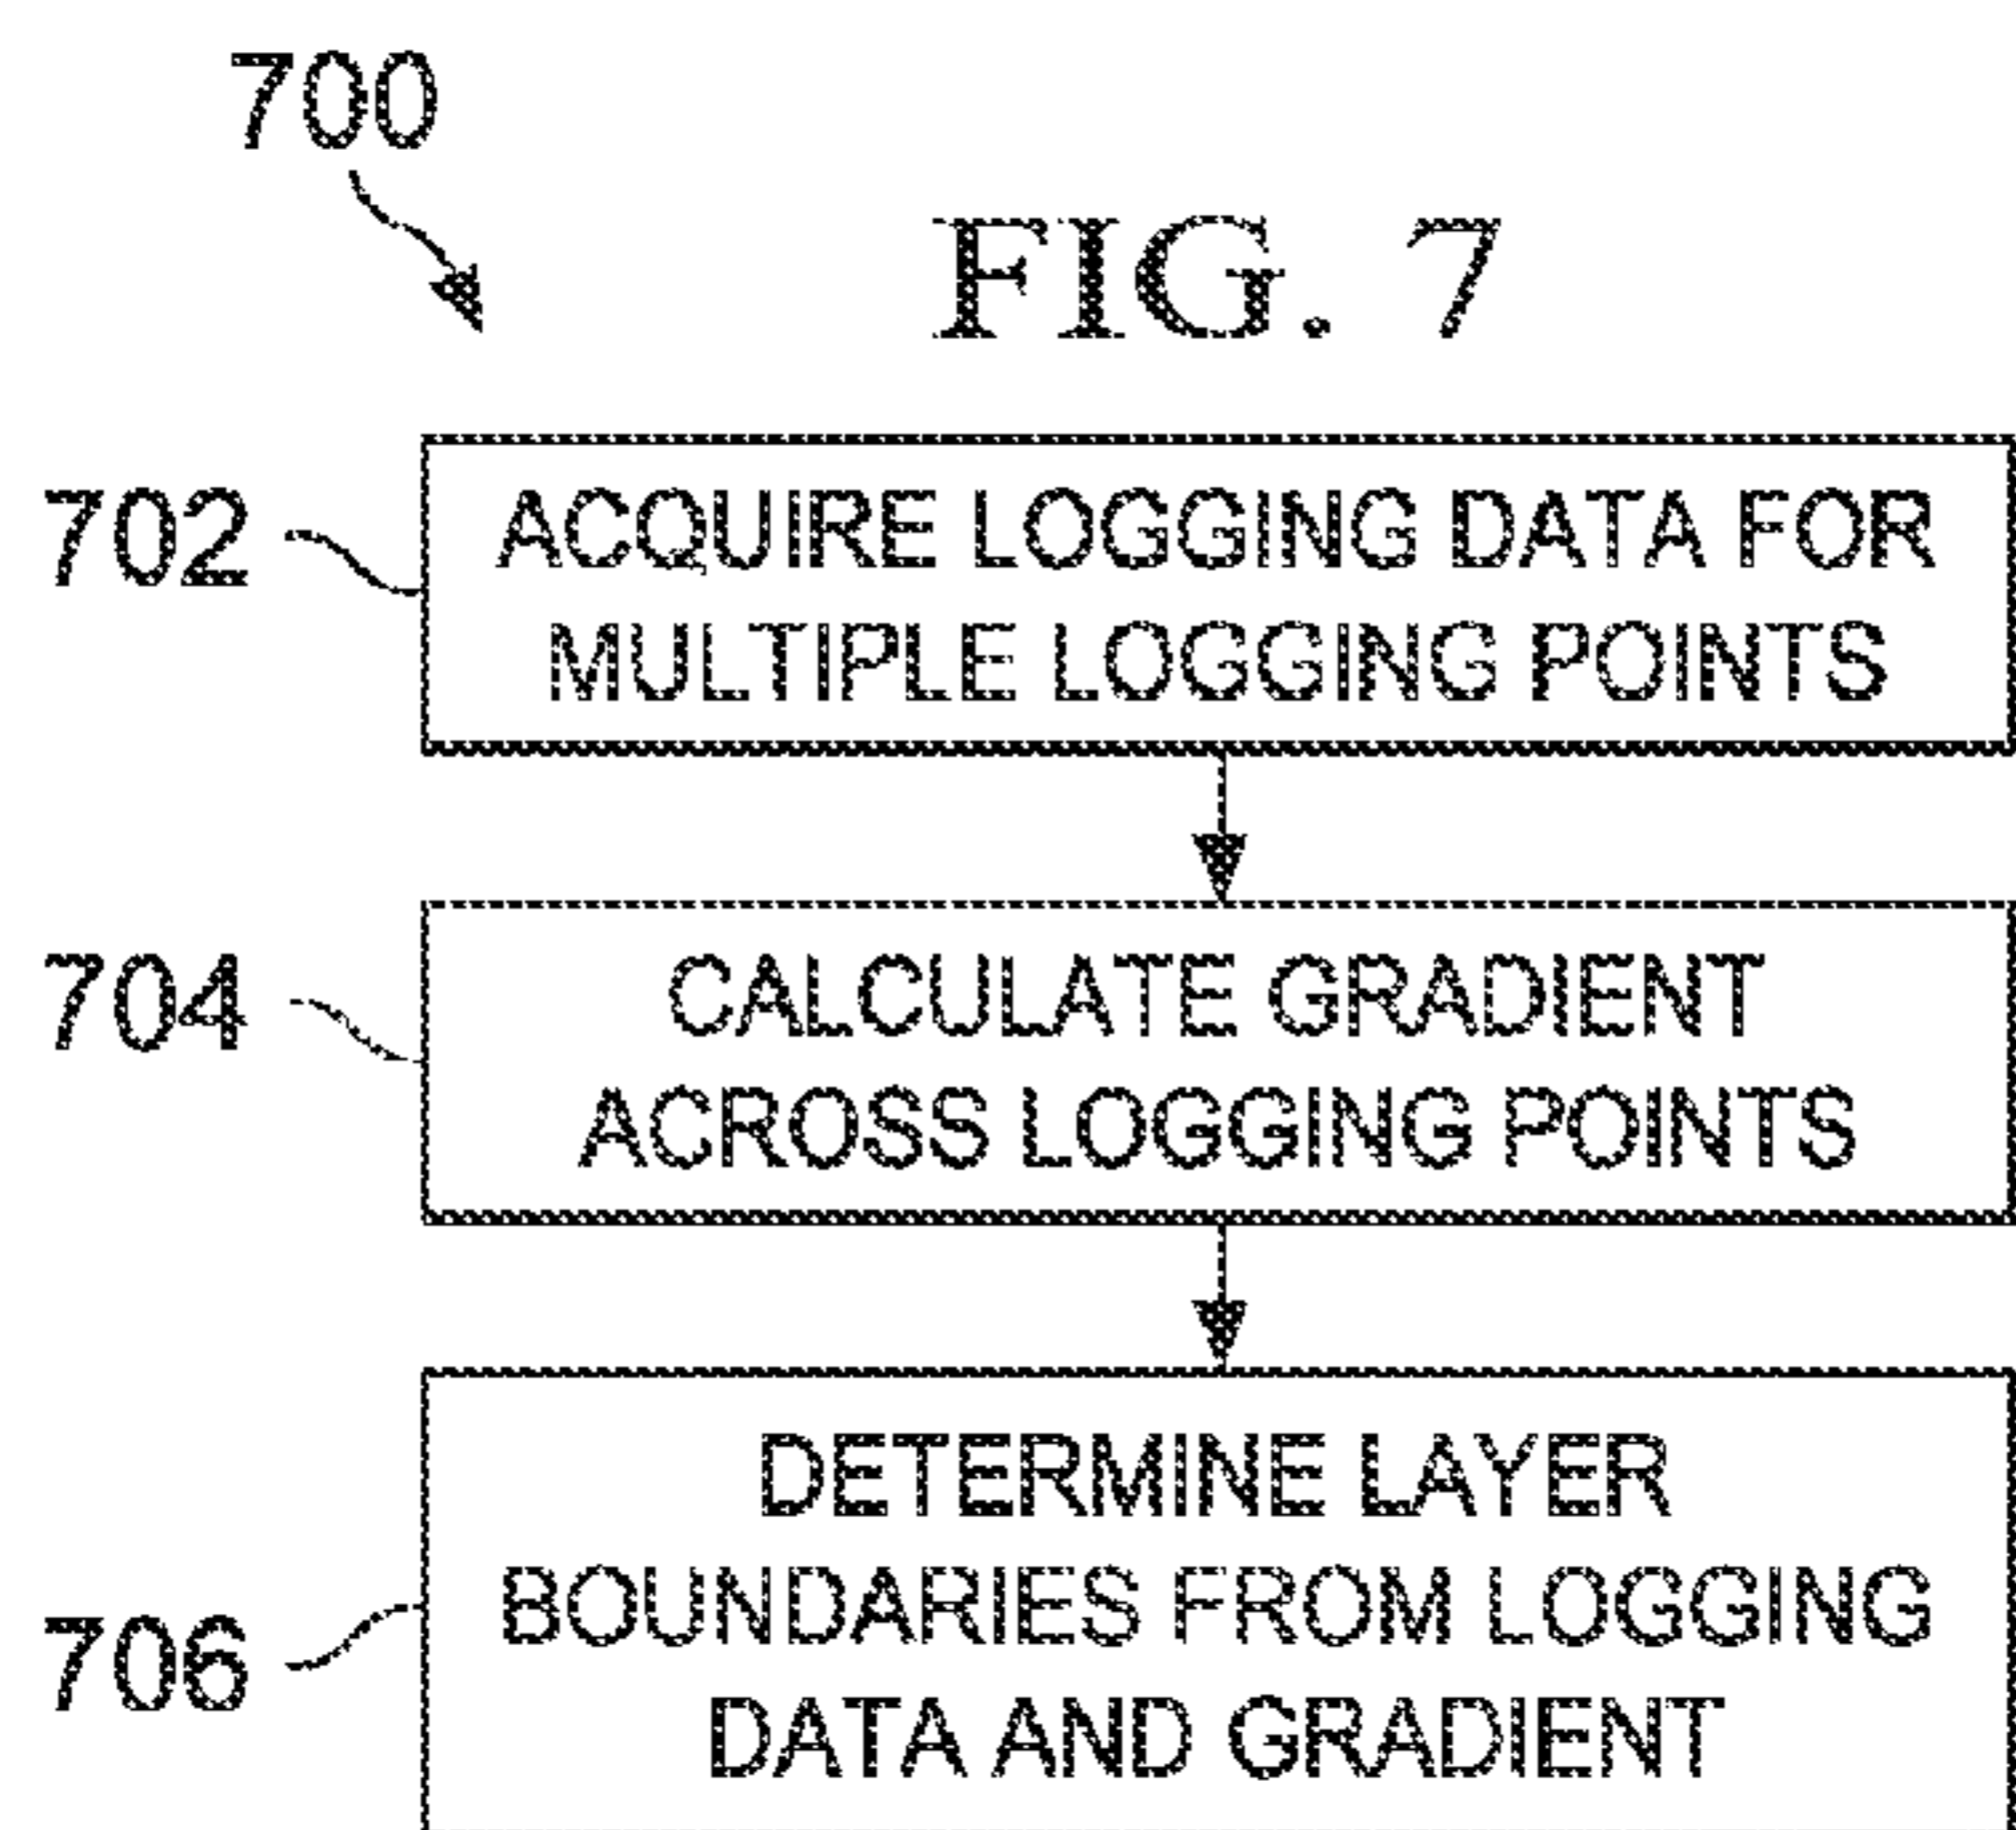 700
FIG. 7
702
ACQUIRE LOGGING DATA FOR
MULTIPLE LOGGING POINTS
704
CALCULATE GRADIENT
ACROSS LOGGING POINTS
706
DETERMINE LAYER
BOUNDARIES FROM LOGGING
DATA AND GRADIENT